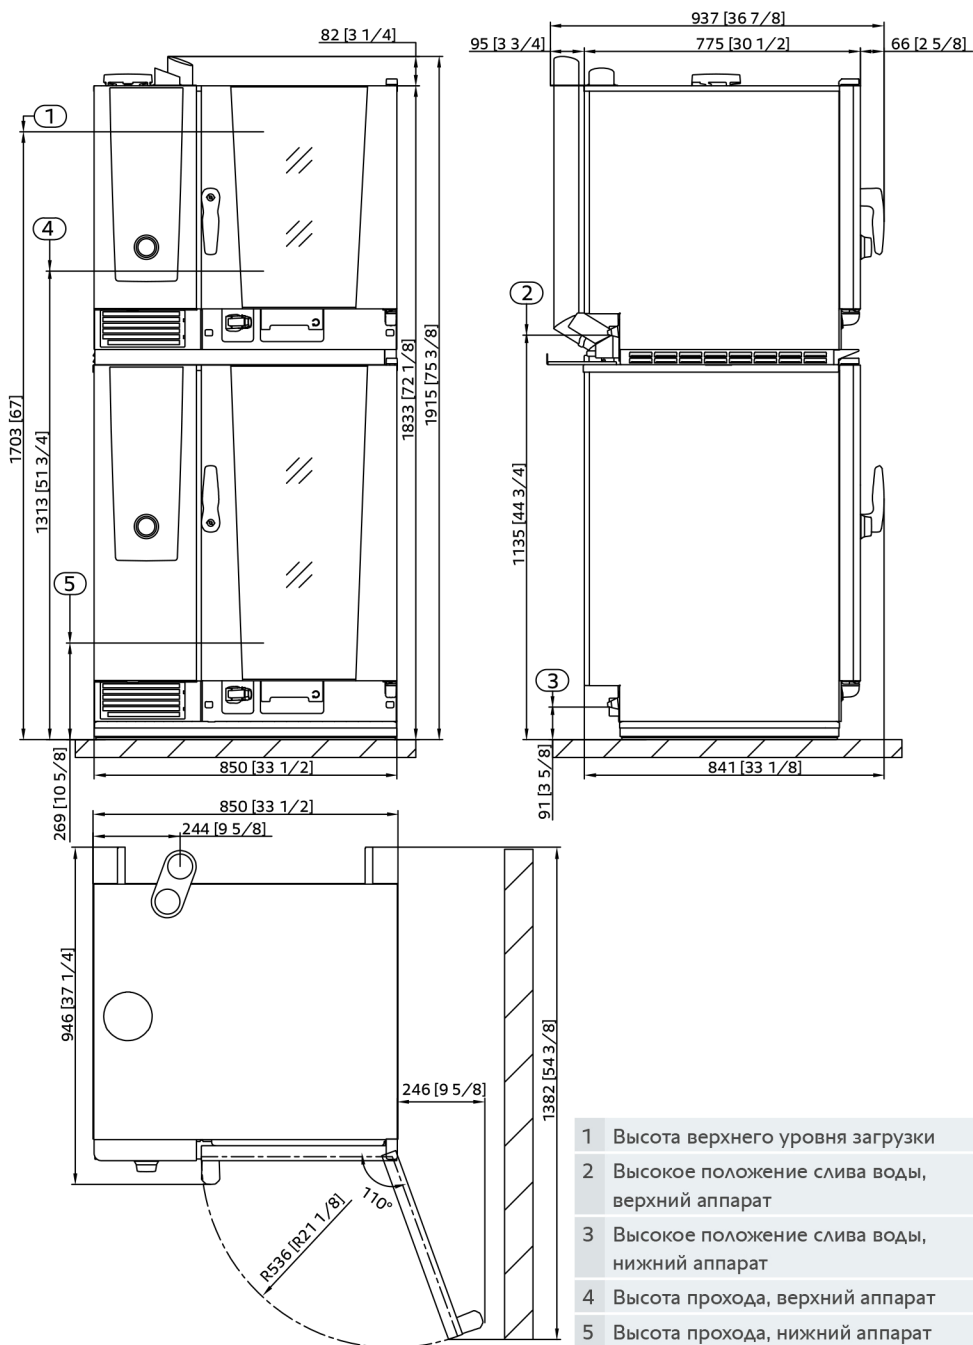 937 [36 7/8]
82 [3 1/4]
95 [3 3/4]
775 [30 1/2]
66 [2 5/8]
1
4
2
1703 [67]
1313 [51 3/4]
1833 [72 1/8]
1915 [75 3/8]
1135 [44 3/4]
5
3
850 [33 1/2]
841 [33 1/8]
269 [10 5/8]
91 [3 5/8]
850 [33 1/2]
244 [9 5/8]
946 [37 1/4]
246 [9 5/8]
1382 [54 3/8]
110°
R536 [R21 1/8]
1 Высота верхнего уровня загрузки
2 Высокое положение слива воды,
верхний аппарат
3 Высокое положение слива воды,
нижний аппарат
4 Высота прохода, верхний аппарат
5 Высота прохода, нижний аппарат